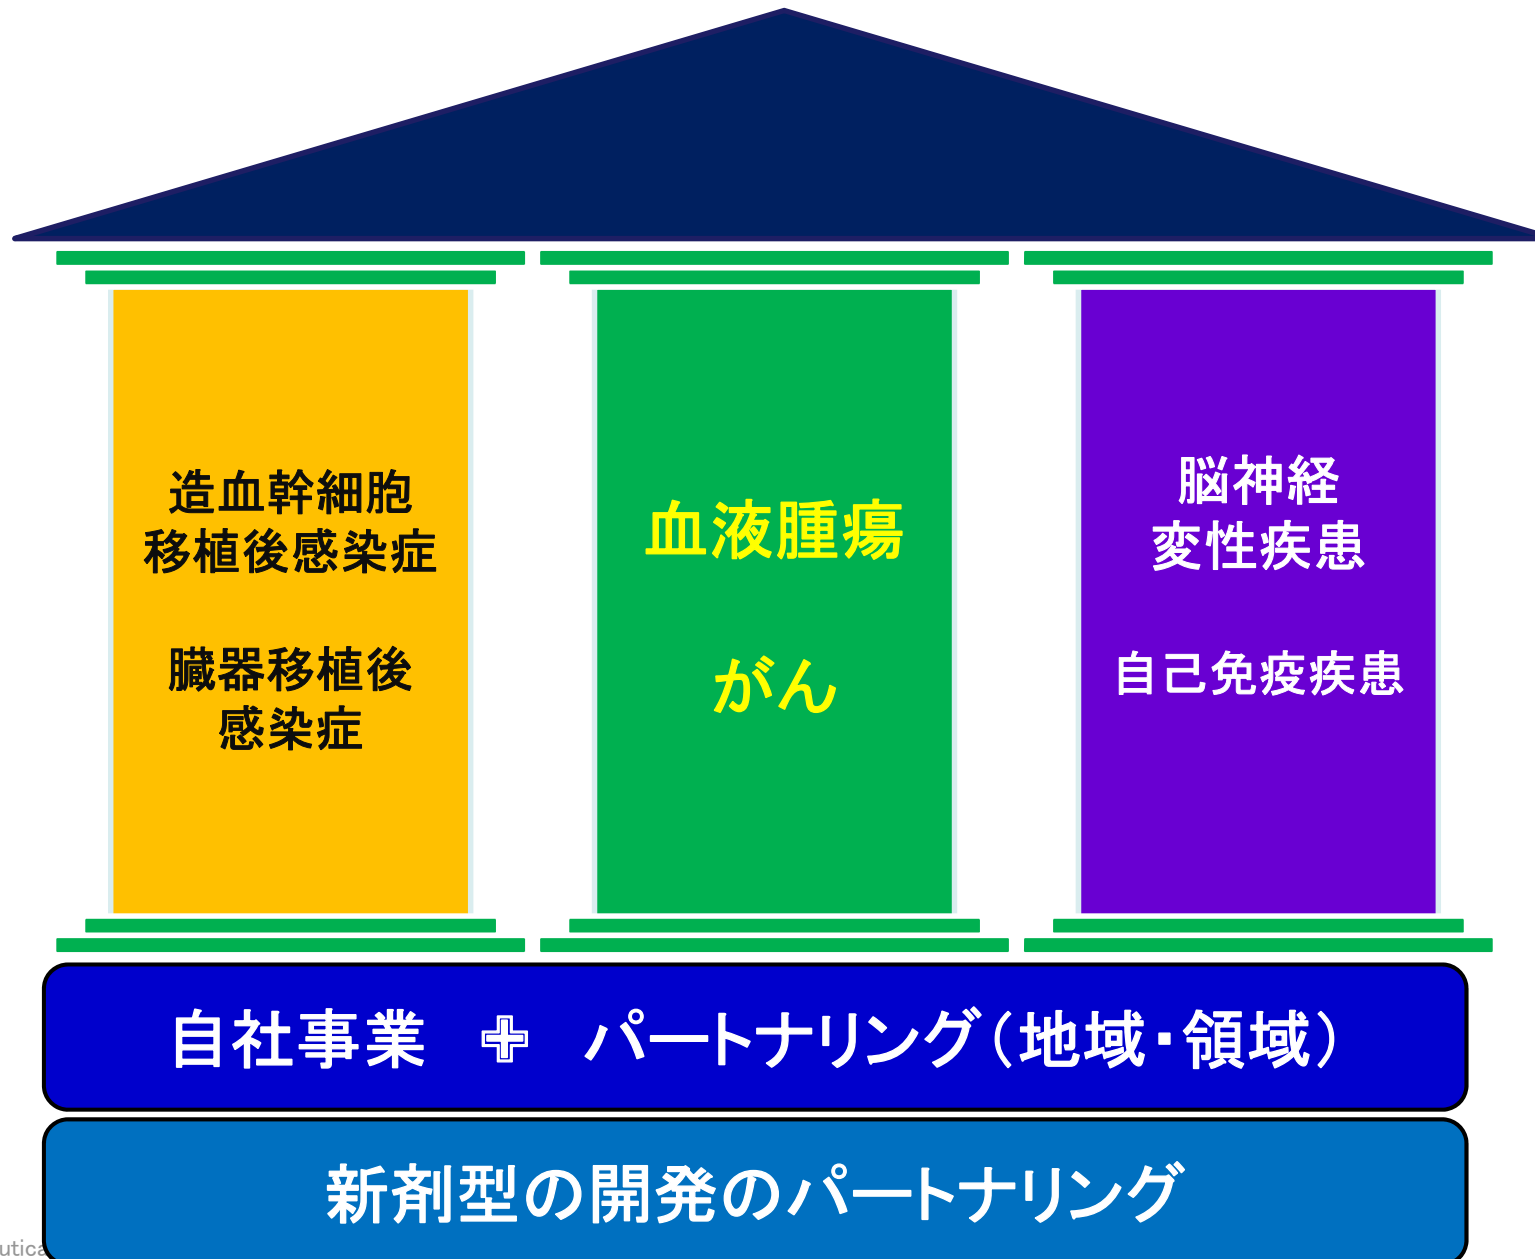 造血幹細胞
移植後感染症
臓器移植後
感染症
血液腫瘍
がん
脳神経
変性疾患
自己免疫疾患
自社事業 ✙ パートナリング（地域・領域）
新剤型の開発のパートナリング